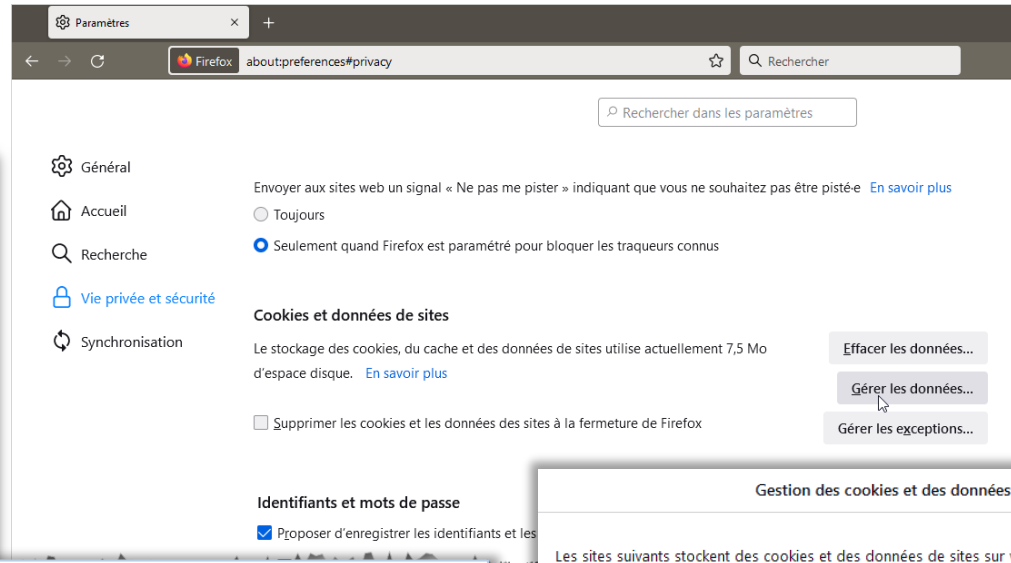 Paramètres
Firefox about:preferences#privacy
Rechercher
Rechercher dans les paramètres
Général
Accueil
Recherche
Vie privée et sécurité
Synchronisation
Envoyer aux sites web un signal « Ne pas me pister » indiquant que vous ne souhaitez pas être pisté·e En savoir plus
Toujours
Seulement quand Firefox est paramétré pour bloquer les traqueurs connus
Cookies et données de sites
Le stockage des cookies, du cache et des données de sites utilise actuellement 7,5 Mo
d’espace disque. En savoir plus
Effacer les données...
Gérer les données...
Supprimer les cookies et les données des sites à la fermeture de Firefox
Gérer les exceptions...
Identifiants et mots de passe
Proposer d’enregistrer les identifiants et les
Gestion des cookies et des données
Les sites suivants stockent des cookies et des données de sites sur